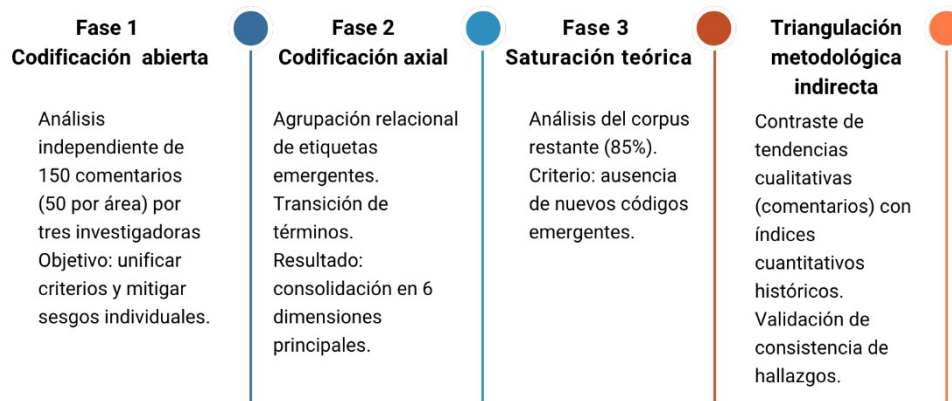 Fase 1
Codificación abierta
Análisis
independiente de
150 comentarios
(50 por área) por
tres investigadoras
Objetivo: unificar
criterios y mitigar
sesgos individuales.
Fase 2
Codificación axial
Agrupación relacional
de etiquetas
emergentes.
Transición de
términos.
Resultado:
consolidación en 6
dimensiones
principales.
Fase 3
Saturación teórica
Análisis del corpus
restante (85%).
Criterio: ausencia
de nuevos códigos
emergentes.
Triangulación
metodológica
indirecta
Contraste de
tendencias
cualitativas
(comentarios) con
índices
cuantitativos
históricos.
Validación de
consistencia de
hallazgos.